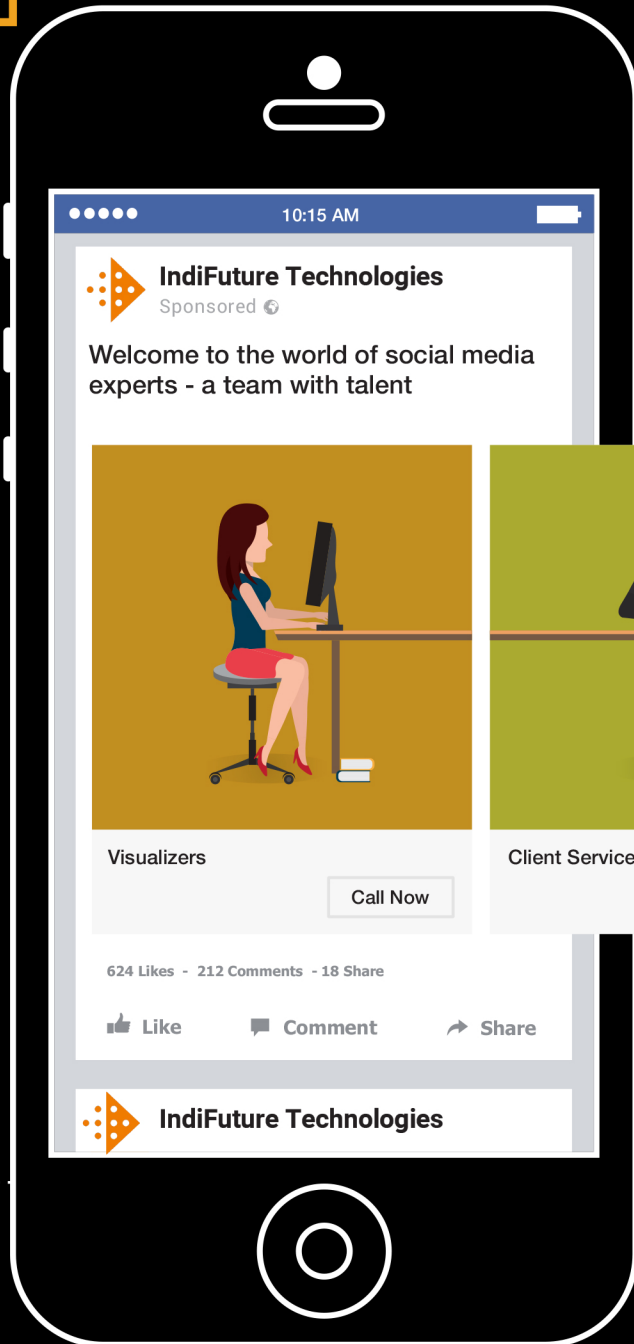 10:15 AM
IndiFuture Technologies
Sponsored
Welcome to the world of social media
experts - a team with talent
Visualizers
Client Service
Call Now
624 Likes - 212 Comments - 18 Share
Like Comment Share
IndiFuture Technologies